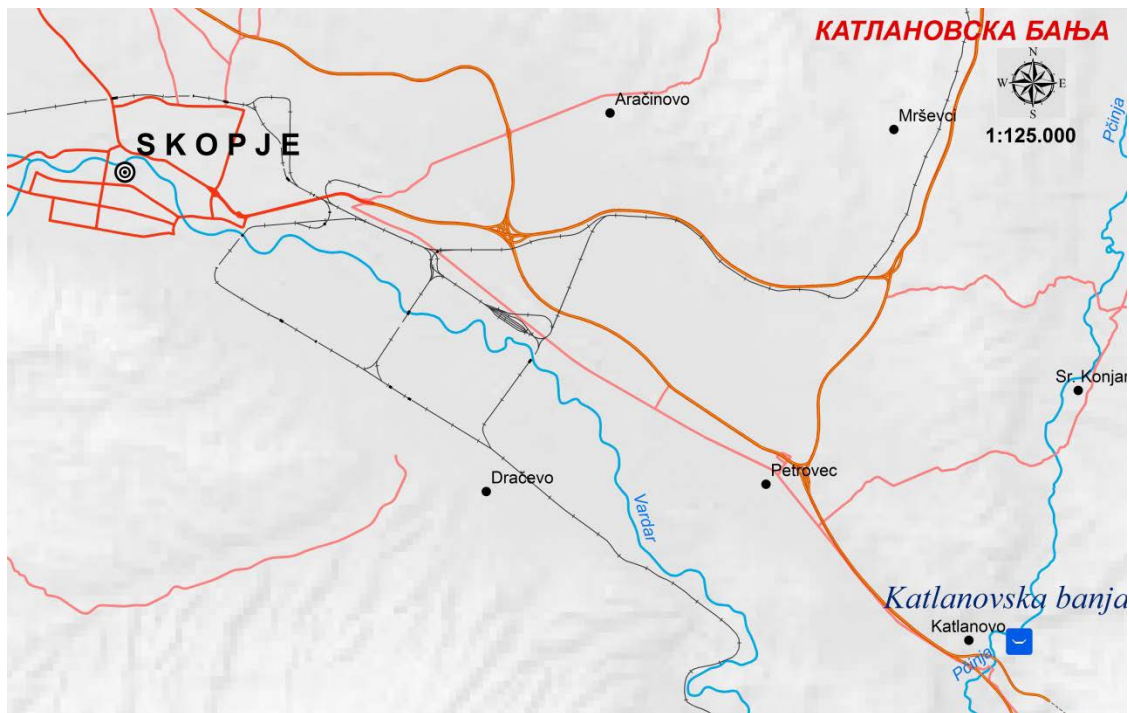 КАТЛАНОВСКА БАЊА
N
W E
S
1:125.000
Aračinovo
Mrševci
Pčinja
SKOPJE
Sr. Konjar
Petrovec
Dračevo
Vardar
Katlanovska banja
Katlanovo
Pčinja